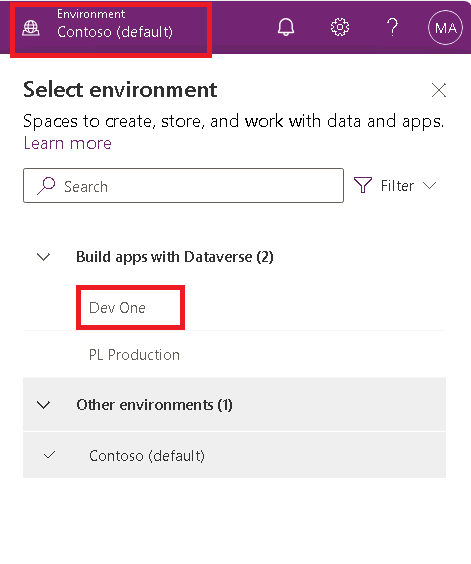 Environment
Contoso (default)
?
MA
Select environment
Spaces to create, store, and work with data and apps.
Learn more
Search
Filter
Build apps with Dataverse (2)
Dev One
PL Production
Other environments (1)
Contoso (default)